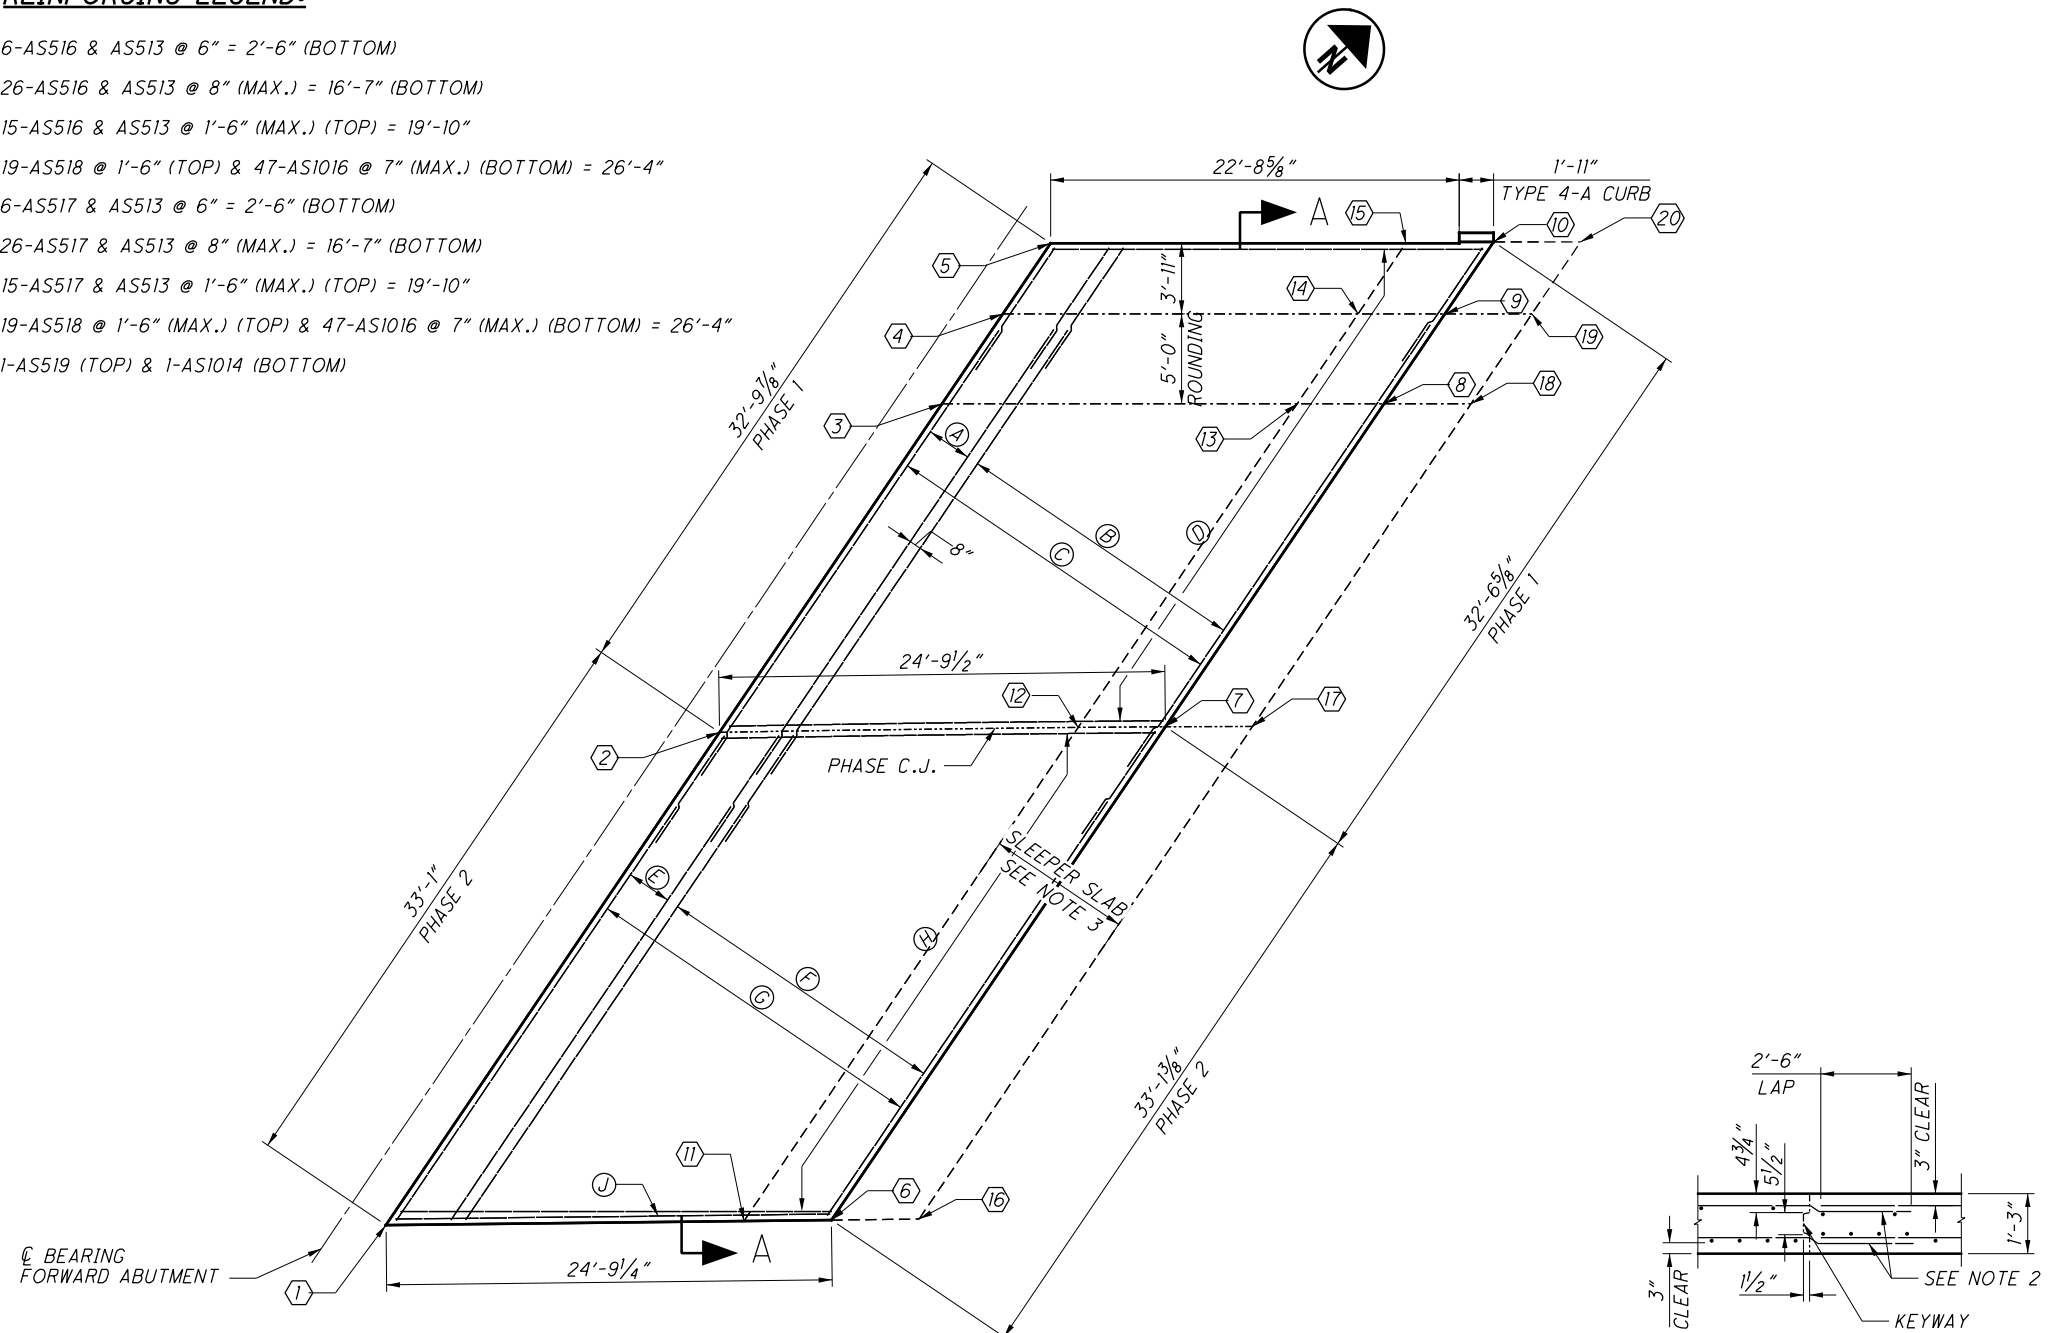 REINFORCING LEGEND:
6-AS516 & AS513 @ 6" = 2'-6" (BOTTOM)
26-AS516 & AS513 @ 8" (MAX.) = 16'-7" (BOTTOM)
15-AS516 & AS513 @ 1'-6" (MAX.) (TOP) = 19'-10"
19-AS518 @ 1'-6" (TOP) & 47-AS1016 @ 7" (MAX.) (BOTTOM) = 26'-4"
6-AS517 & AS513 @ 6" = 2'-6" (BOTTOM)
26-AS517 & AS513 @ 8" (MAX.) = 16'-7" (BOTTOM)
15-AS517 & AS513 @ 1'-6" (MAX.) (TOP) = 19'-10"
19-AS518 @ 1'-6" (MAX.) (TOP) & 47-AS1016 @ 7" (MAX.) (BOTTOM) = 26'-4"
1-AS519 (TOP) & 1-AS1014 (BOTTOM)
N
22'-8⅝"
1'-11"
TYPE 4-A CURB
A
15
10
20
5
3'-11"
14
9
4
19
5'-0"
ROUNDING
32'-9⅞"
PHASE 1
8
18
3
13
A
B
C
D
8"
32'-6⅝"
PHASE 1
24'-9½"
12
7
17
2
PHASE C.J.
SLEEPER SLAB
SEE NOTE 3
33'-1"
PHASE 2
E
H
F
G
33'-1⅜"
PHASE 2
11
J
6
16
A
℄ BEARING
FORWARD ABUTMENT
24'-9¼"
1
2'-6"
LAP
4¾"
5½"
3" CLEAR
1'-3"
3"
CLEAR
1½"
SEE NOTE 2
KEYWAY